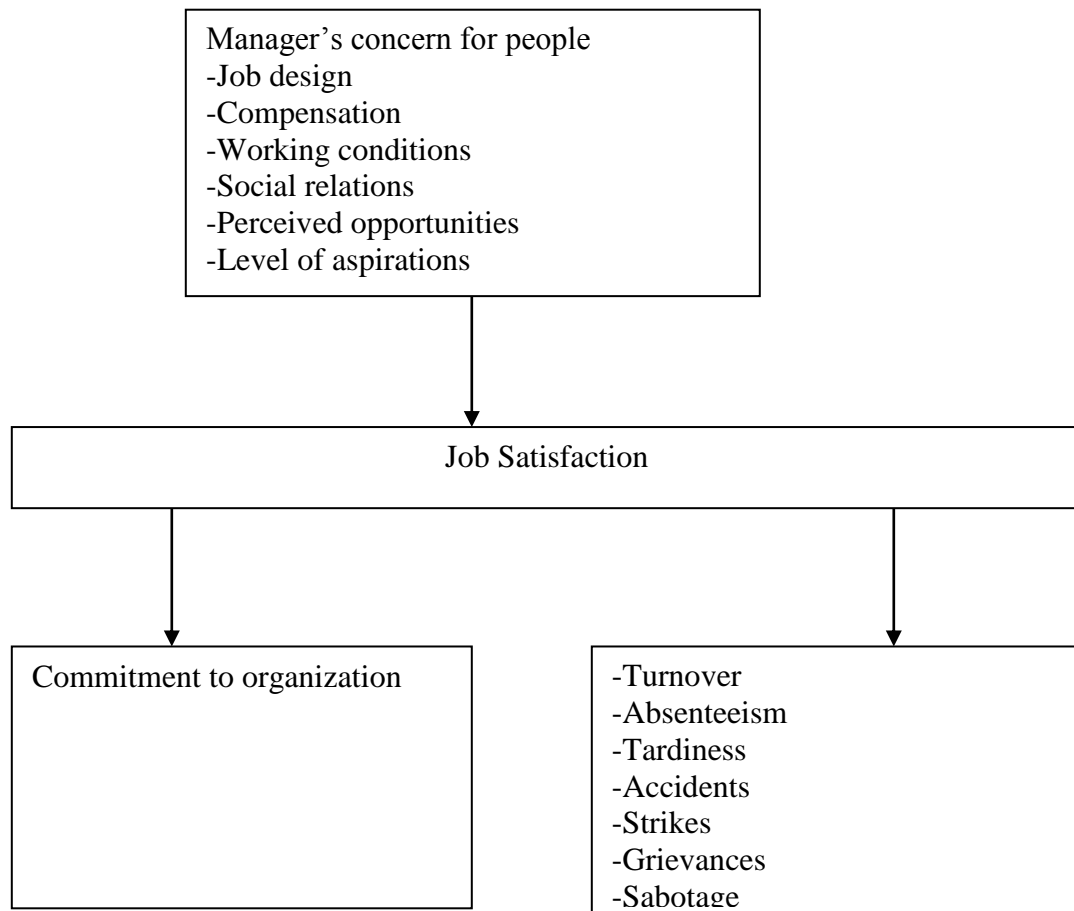 Manager’s concern for people
-Job design
-Compensation
-Working conditions
-Social relations
-Perceived opportunities
-Level of aspirations
Job Satisfaction
Commitment to organization
-Turnover
-Absenteeism
-Tardiness
-Accidents
-Strikes
-Grievances
-Sabotage